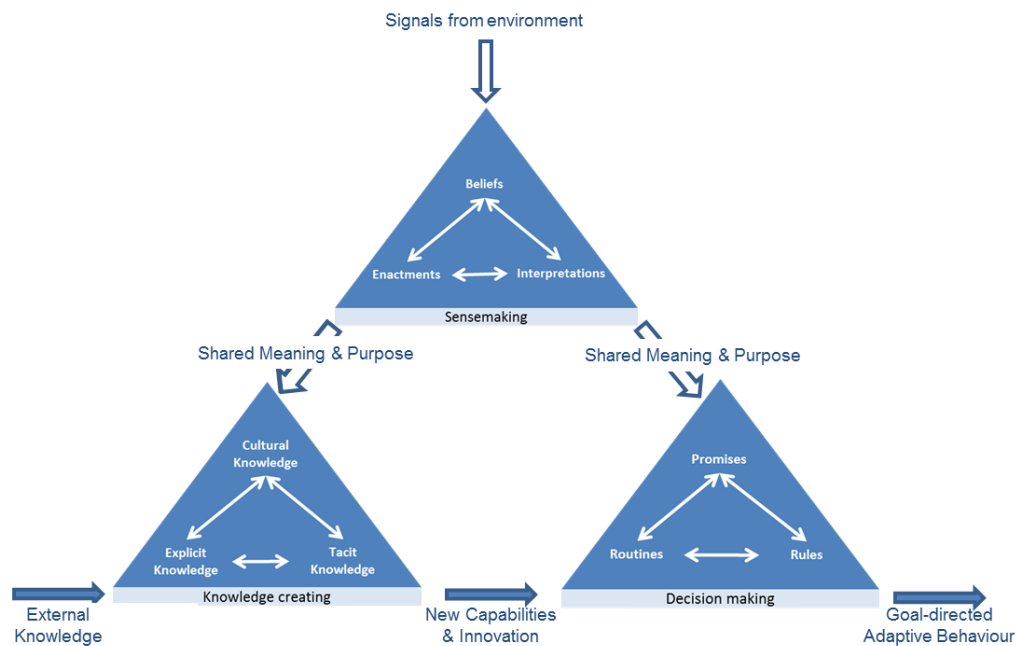 Signals from environment
Beliefs
Enactments
Interpretations
Sensemaking
Shared Meaning & Purpose
Shared Meaning & Purpose
Cultural
Knowledge
Explicit
Knowledge
Tacit
Knowledge
Knowledge creating
Promises
Routines
Rules
Decision making
External
Knowledge
New Capabilities
& Innovation
Goal-directed
Adaptive Behaviour